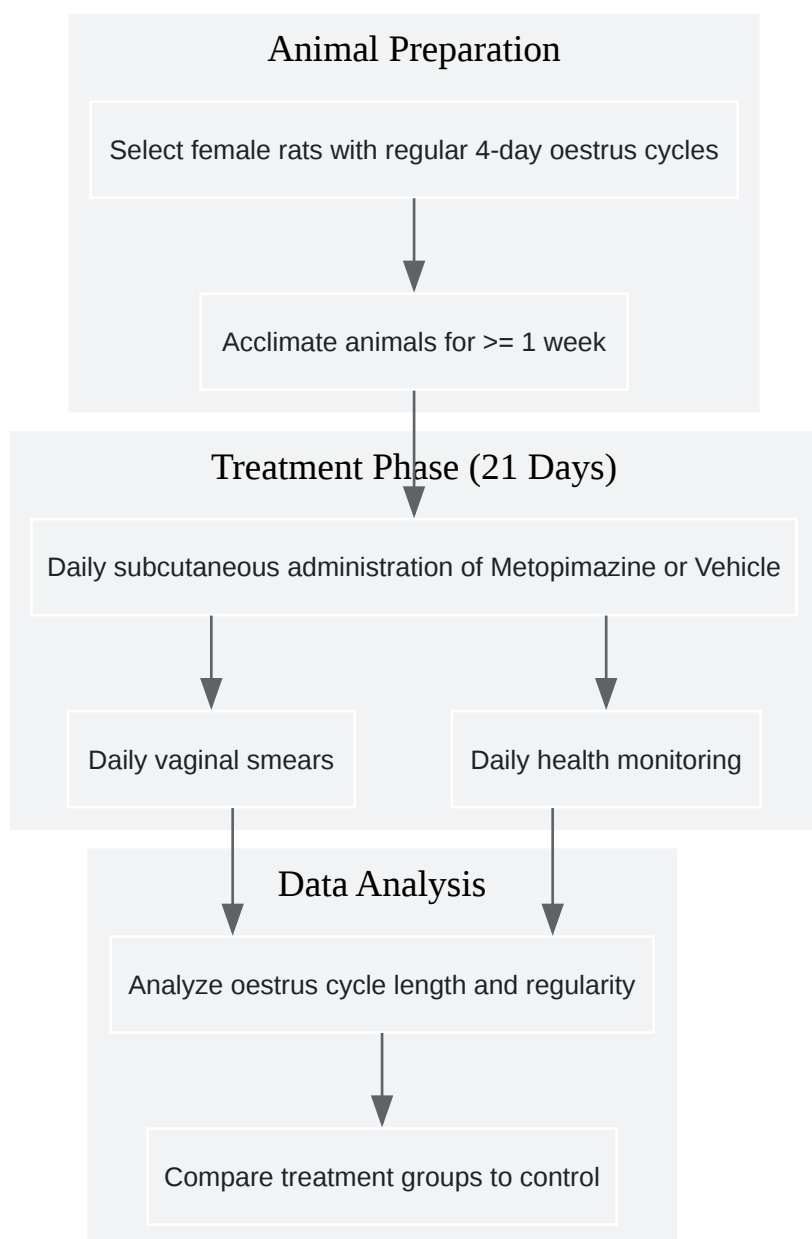 Animal Preparation
Select female rats with regular 4-day oestrus cycles
Acclimate animals for >= 1 week
Treatment Phase (21 Days)
Daily subcutaneous administration of Metopimazine or Vehicle
Daily vaginal smears
Daily health monitoring
Data Analysis
Analyze oestrus cycle length and regularity
Compare treatment groups to control